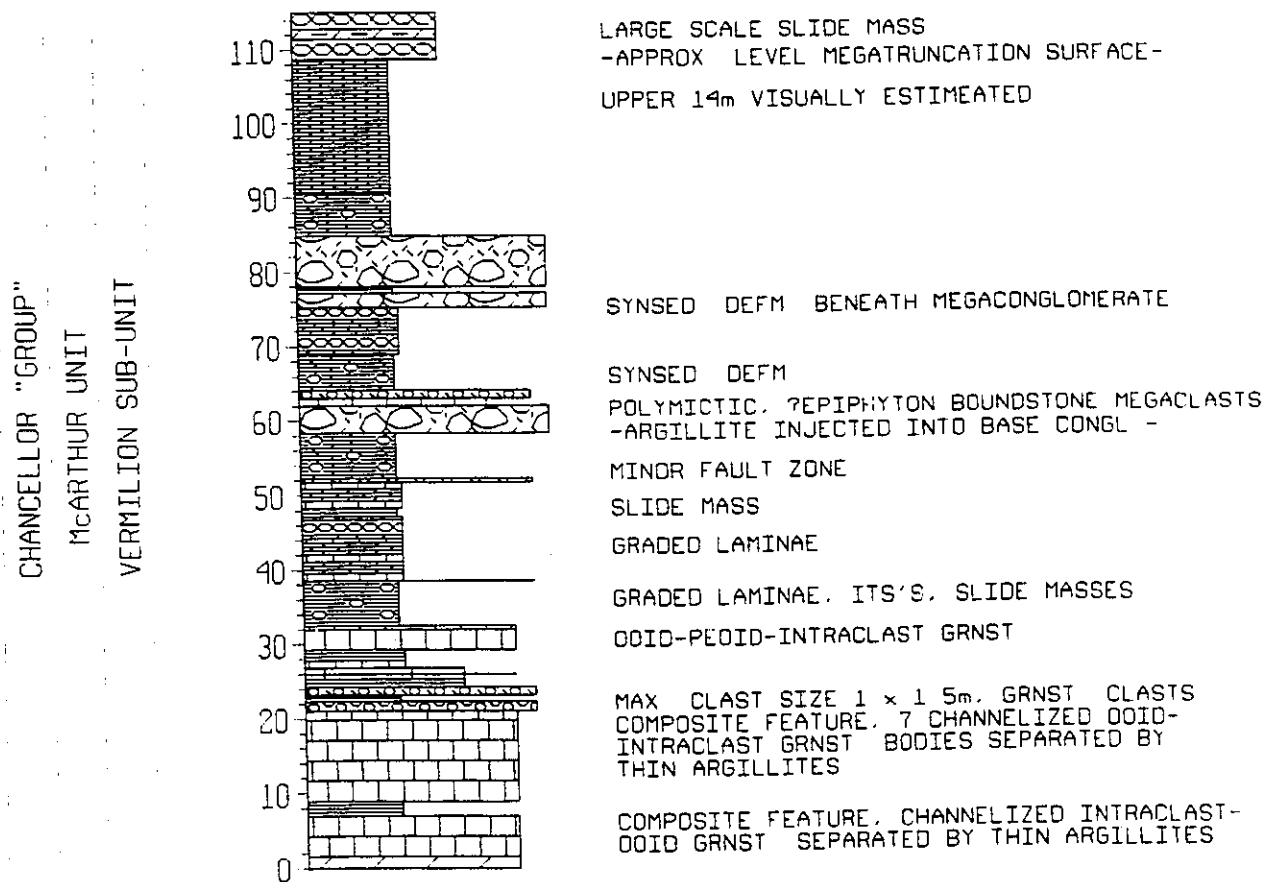 CHANCELLOR "GROUP"
McARTHUR UNIT
VERMILION SUB-UNIT
110
100
90
80
70
60
50
40
30
20
10
0
LARGE SCALE SLIDE MASS
-APPROX LEVEL MEGATRUNCATION SURFACE-
UPPER 14m VISUALLY ESTIMEATED
SYNSED DEFM BENEATH MEGACONGLOMERATE
SYNSED DEFM
POLYMICTIC. ?EPIPHYTON BOUNDSTONE MEGACLASTS
-ARGILLITE INJECTED INTO BASE CONGL -
MINOR FAULT ZONE
SLIDE MASS
GRADED LAMINAE
GRADED LAMINAE. ITS'S. SLIDE MASSES
OOID-PEOID-INTRACLAST GRNST
MAX CLAST SIZE 1 x 1 5m. GRNST CLASTS
COMPOSITE FEATURE. 7 CHANNELIZED OOID-
INTRACLAST GRNST BODIES SEPARATED BY
THIN ARGILLITES
COMPOSITE FEATURE. CHANNELIZED INTRACLAST-
OOID GRNST SEPARATED BY THIN ARGILLITES